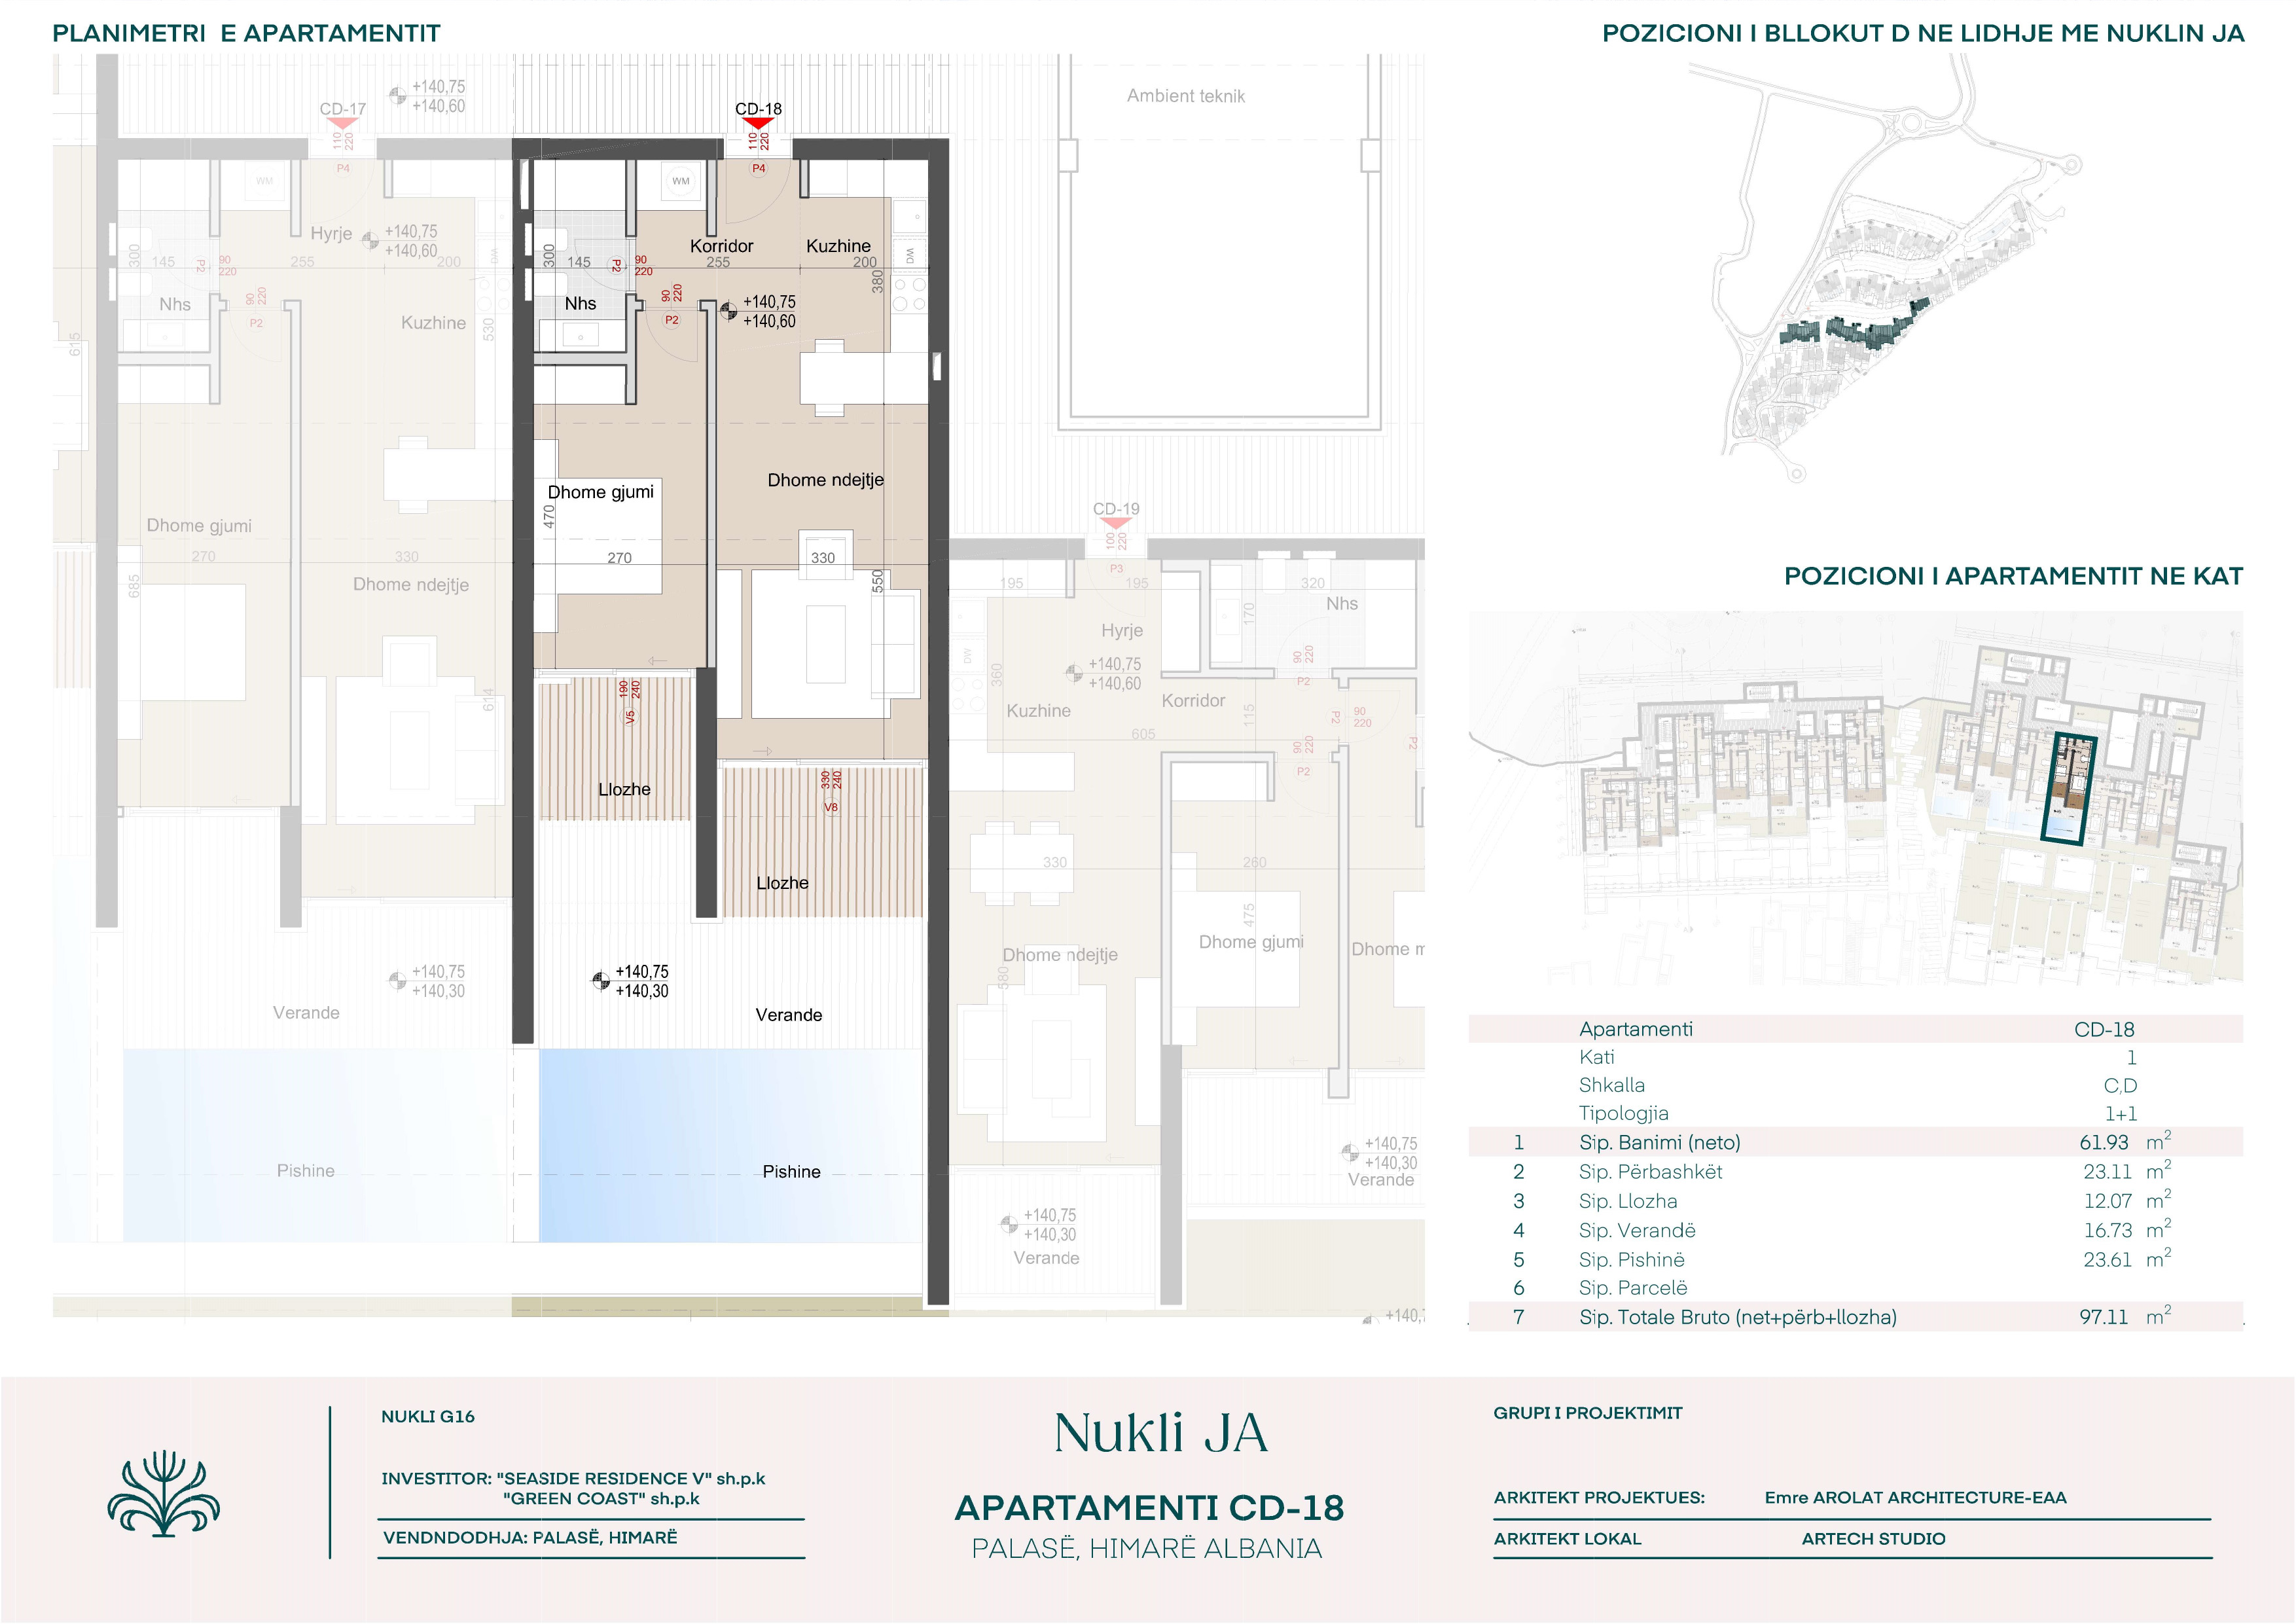 PLANIMETRI E APARTAMENTIT
POZICIONI I BLLOKUT D NE LIDHJE ME NUKLIN JA
CD-17
+140,75
+140,60
110
220
P4
WM
Hyrje
+140,75
+140,60
300
145
P2
90
220
255
200
DW
Nhs
90
220
P2
Kuzhine
530
615
Dhome gjumi
270
330
685
Dhome ndejtje
614
+140,75
+140,30
Verande
Pishine
CD-18
110
220
P4
WM
Korridor
Kuzhine
300
145
P2
90
220
255
200
DW
380
Nhs
90
220
P2
+140,75
+140,60
Dhome gjumi
Dhome ndejtje
470
270
330
550
190
240
V5
Llozhe
330
240
V8
Llozhe
+140,75
+140,30
Verande
Pishine
Ambient teknik
CD-19
100
220
P3
195
195
320
170
Nhs
Hyrje
DW
360
+140,75
+140,60
90
220
P2
Kuzhine
Korridor
115
P2
90
220
P2
605
90
220
P2
330
260
475
Dhome gjumi
Dhome ndejtje
Dhome m
580
+140,75
+140,30
Verande
+140,75
+140,30
Verande
+140,7
POZICIONI I APARTAMENTIT NE KAT
Apartamenti CD-18
Kati 1
Shkalla C,D
Tipologjia 1+1
1 Sip. Banimi (neto) 61.93 m²
2 Sip. Përbashkët 23.11 m²
3 Sip. Llozha 12.07 m²
4 Sip. Verandë 16.73 m²
5 Sip. Pishinë 23.61 m²
6 Sip. Parcelë
7 Sip. Totale Bruto (net+përb+llozha) 97.11 m²
NUKLI G16
INVESTITOR: "SEASIDE RESIDENCE V" sh.p.k
"GREEN COAST" sh.p.k
VENDNDODHJA: PALASË, HIMARË
Nukli JA
APARTAMENTI CD-18
PALASË, HIMARË ALBANIA
GRUPI I PROJEKTIMIT
ARKITEKT PROJEKTUES: Emre AROLAT ARCHITECTURE-EAA
ARKITEKT LOKAL ARTECH STUDIO